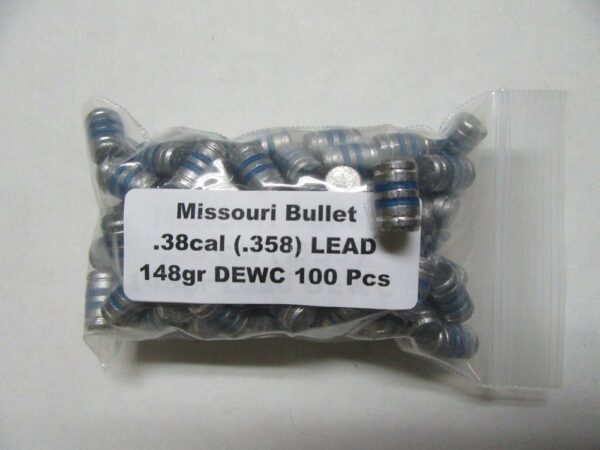 Missouri Bullet
.38cal (.358) LEAD
148gr DEWC 100 Pcs